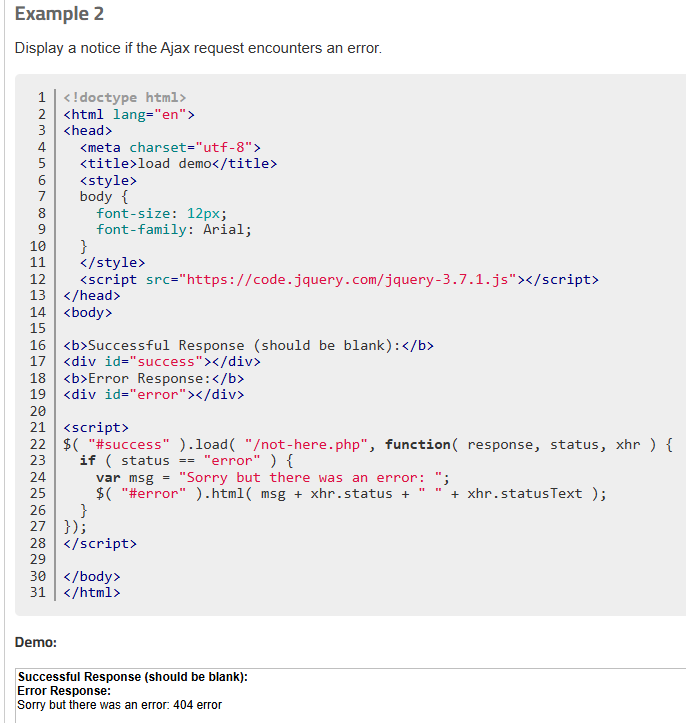 Example 2
Display a notice if the Ajax request encounters an error.
1 <!doctype html>
2 <html lang="en">
3 <head>
4   <meta charset="utf-8">
5   <title>load demo</title>
6   <style>
7   body {
8     font-size: 12px;
9     font-family: Arial;
10   }
11   </style>
12   <script src="https://code.jquery.com/jquery-3.7.1.js"></script>
13 </head>
14 <body>
15
16 <b>Successful Response (should be blank):</b>
17 <div id="success"></div>
18 <b>Error Response:</b>
19 <div id="error"></div>
20
21 <script>
22 $( "#success" ).load( "/not-here.php", function( response, status, xhr ) {
23   if ( status == "error" ) {
24     var msg = "Sorry but there was an error: ";
25     $( "#error" ).html( msg + xhr.status + " " + xhr.statusText );
26   }
27 });
28 </script>
29
30 </body>
31 </html>
Demo:
Successful Response (should be blank):
Error Response:
Sorry but there was an error: 404 error